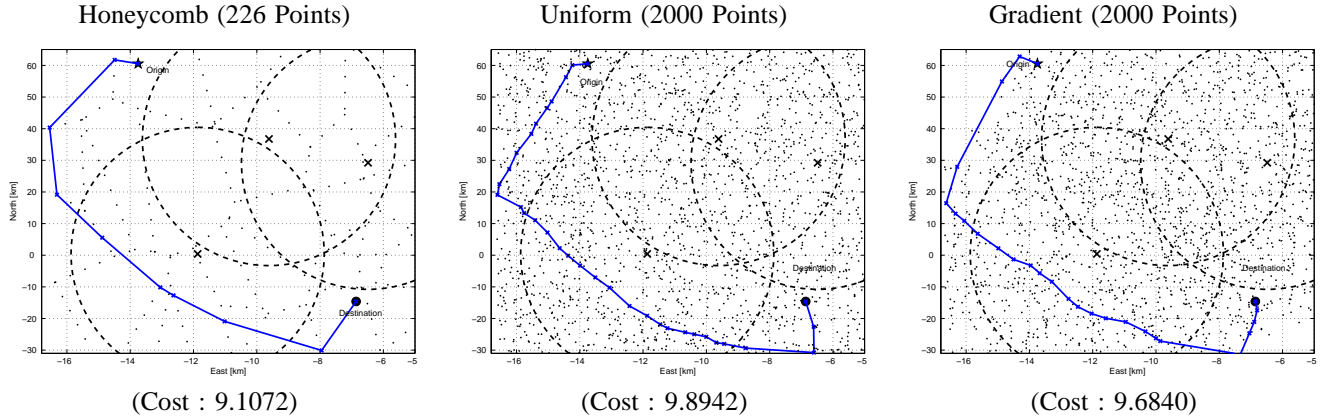 Honeycomb (226 Points)
60
50
40
30
20
10
0
−10
−20
−30
−16
−14
−12
−10
−8
−6
−5
North [km]
East [km]
Origin
Destination
(Cost : 9.1072)
Uniform (2000 Points)
60
50
40
30
20
10
0
−10
−20
−30
−16
−14
−12
−10
−8
−6
−5
North [km]
East [km]
Origin
Destination
(Cost : 9.8942)
Gradient (2000 Points)
60
50
40
30
20
10
0
−10
−20
−30
−16
−14
−12
−10
−8
−6
−5
North [km]
East [km]
Origin
Destination
(Cost : 9.6840)